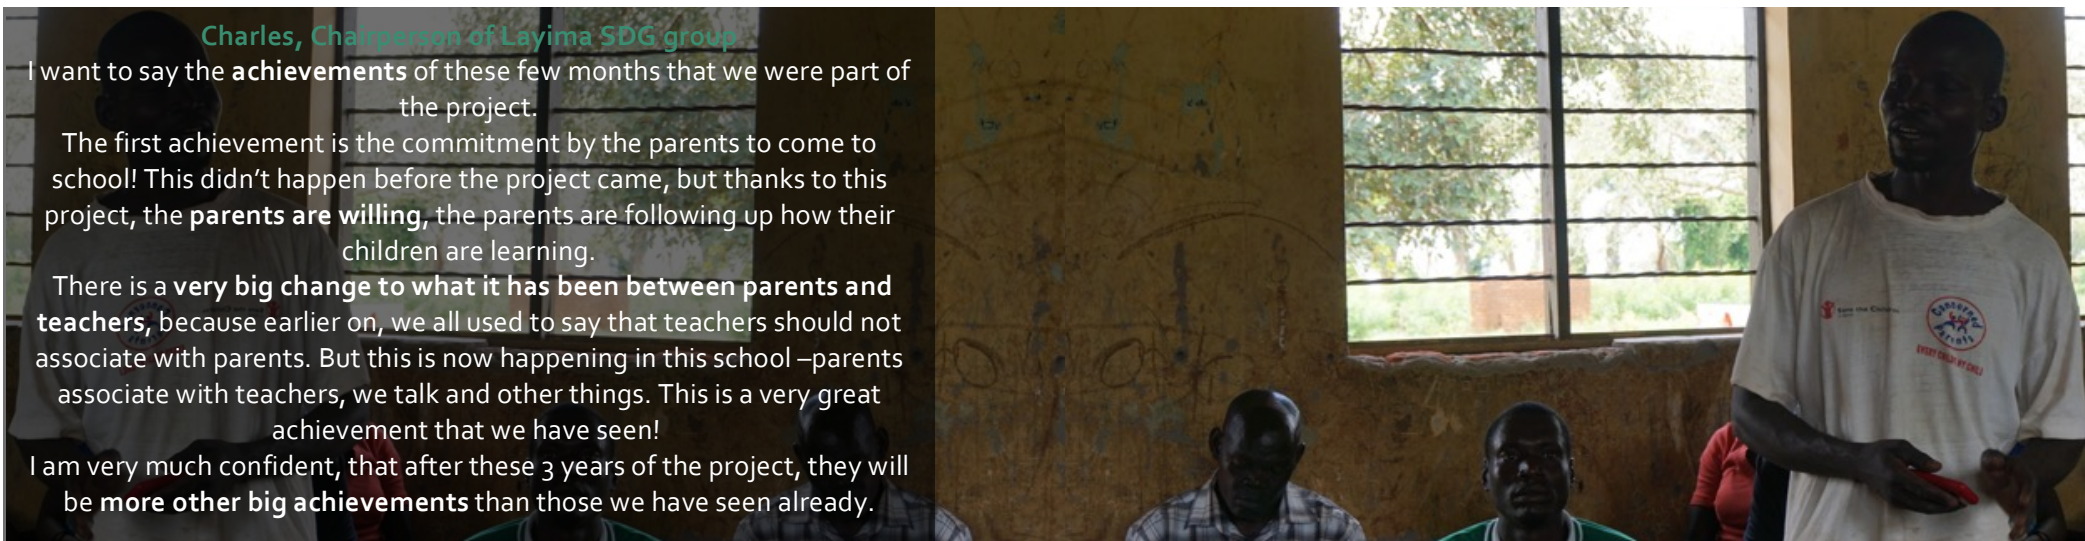 Charles, Chairperson of Layima SDG group
I want to say the achievements of these few months that we were part of
the project.
The first achievement is the commitment by the parents to come to
school! This didn't happen before the project came, but thanks to this
project, the parents are willing, the parents are following up how their
children are learning.
There is a very big change to what it has been between parents and
teachers, because earlier on, we all used to say that teachers should not
associate with parents. But this is now happening in this school –parents
associate with teachers, we talk and other things. This is a very great
achievement that we have seen!
I am very much confident, that after these 3 years of the project, they will
be more other big achievements than those we have seen already.
Save the Children
Concerned
Parents